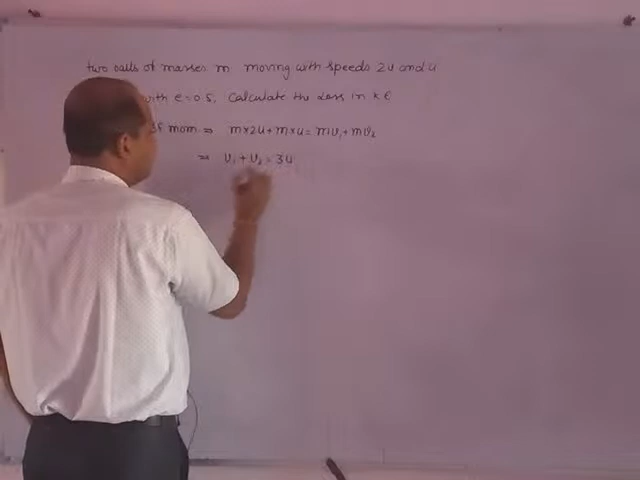 two balls of masses m moving with speeds 2u and u
with e = 0.5, Calculate the Loss in K E
of mom ⇒ m×2u + m×u = mv₁ + mv₂
⇒ v₁ + v₂ = 3u